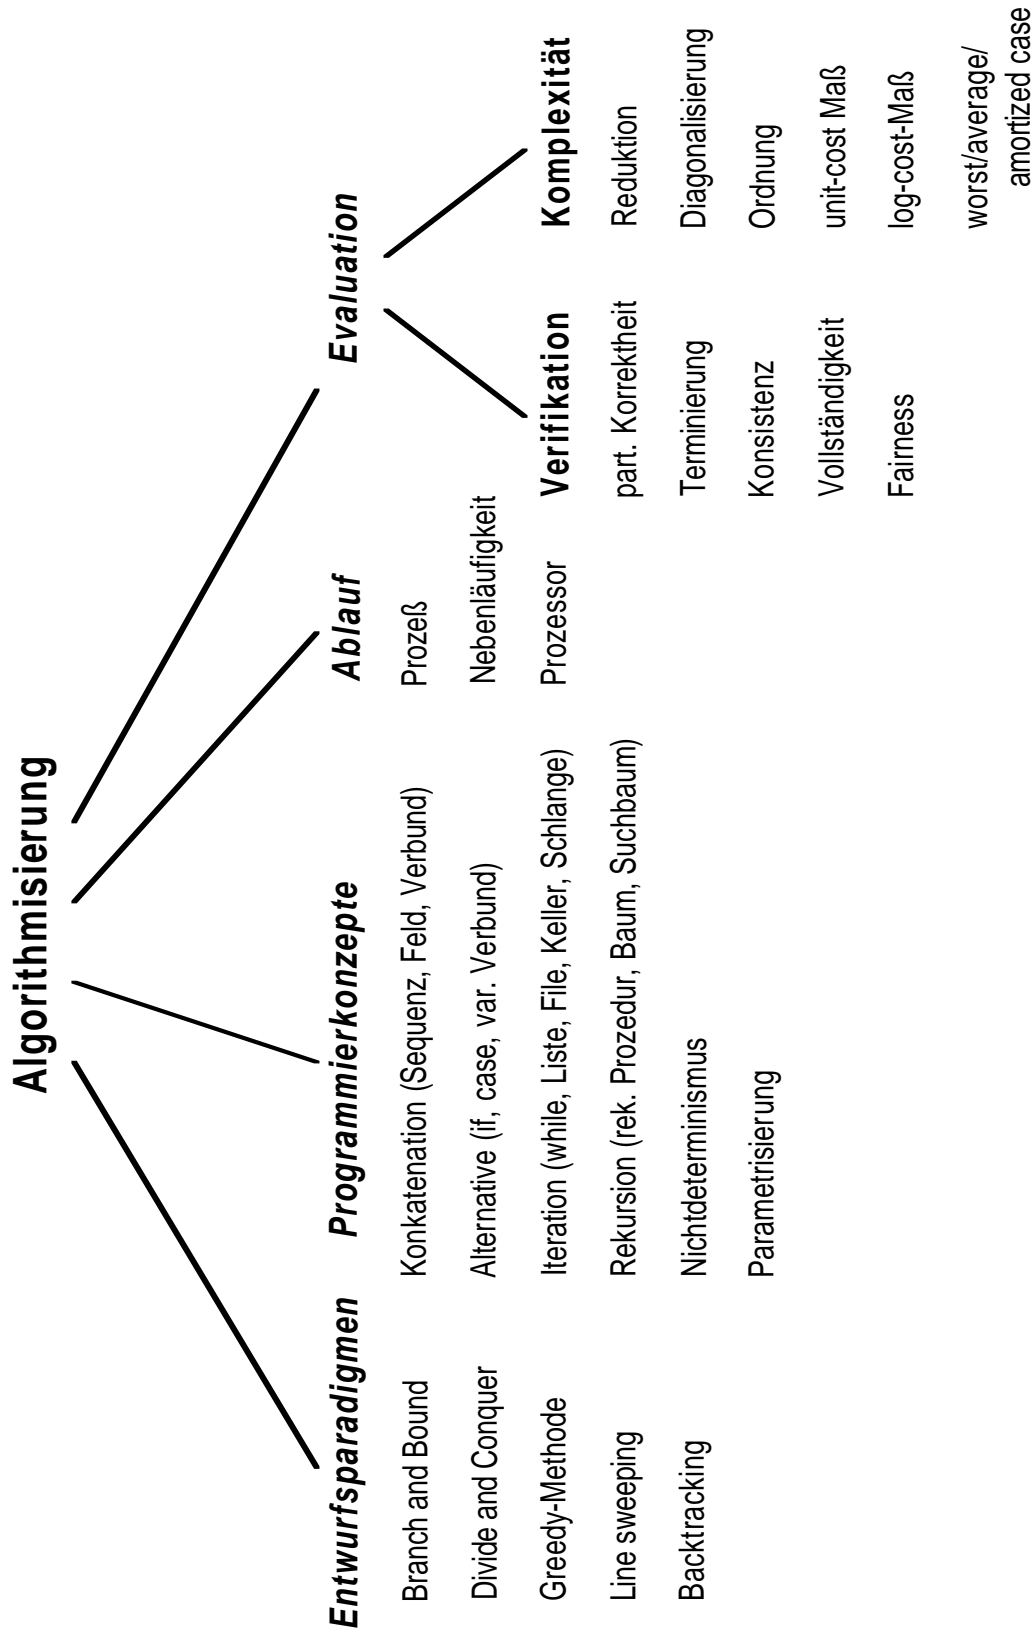 Algorithmisierung
Entwurfsparadigmen
Branch and Bound
Divide and Conquer
Greedy-Methode
Line sweeping
Backtracking
Programmierkonzepte
Konkatenation (Sequenz, Feld, Verbund)
Alternative (if, case, var. Verbund)
Iteration (while, Liste, File, Keller, Schlange)
Rekursion (rek. Prozedur, Baum, Suchbaum)
Nichtdeterminismus
Parametrisierung
Ablauf
Prozeß
Nebenläufigkeit
Prozessor
Evaluation
Verifikation
part. Korrektheit
Terminierung
Konsistenz
Vollständigkeit
Fairness
Komplexität
Reduktion
Diagonalisierung
Ordnung
unit-cost Maß
log-cost-Maß
worst/average/
amortized case